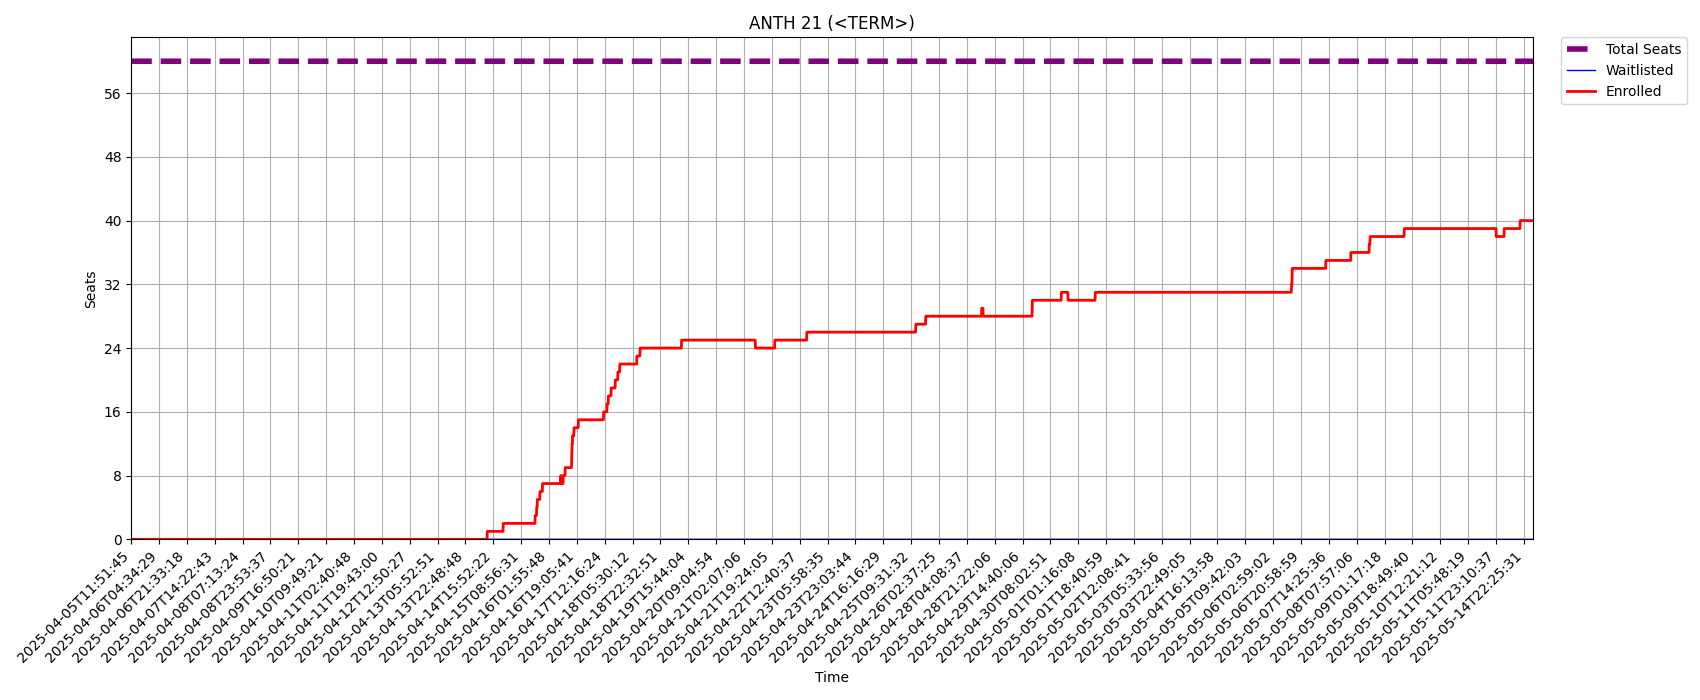 ANTH 21 (<TERM>)
Total Seats
Waitlisted
Enrolled
Seats
56
48
40
32
24
16
8
0
2025-04-05T11:51:45
2025-04-06T04:34:29
2025-04-06T21:33:18
2025-04-07T14:22:43
2025-04-08T07:13:24
2025-04-08T23:53:37
2025-04-09T16:50:21
2025-04-10T09:49:21
2025-04-11T02:40:48
2025-04-11T19:43:00
2025-04-12T12:50:27
2025-04-13T05:52:51
2025-04-13T22:48:48
2025-04-14T15:52:22
2025-04-15T08:56:31
2025-04-16T01:55:48
2025-04-16T19:05:41
2025-04-17T12:16:24
2025-04-18T05:30:12
2025-04-18T22:32:51
2025-04-19T15:44:04
2025-04-20T09:04:54
2025-04-21T02:07:06
2025-04-21T19:24:05
2025-04-22T12:40:37
2025-04-23T05:58:35
2025-04-23T23:03:44
2025-04-24T16:16:29
2025-04-25T09:31:32
2025-04-26T02:37:25
2025-04-28T04:08:37
2025-04-28T21:22:06
2025-04-29T14:40:06
2025-04-30T08:02:51
2025-05-01T01:16:08
2025-05-01T18:40:59
2025-05-02T12:08:41
2025-05-03T05:33:56
2025-05-03T22:49:05
2025-05-04T16:13:58
2025-05-05T09:42:03
2025-05-06T02:59:02
2025-05-06T20:58:59
2025-05-07T14:25:36
2025-05-08T07:57:06
2025-05-09T01:17:18
2025-05-09T18:49:40
2025-05-10T12:21:12
2025-05-11T05:48:19
2025-05-11T23:10:37
2025-05-14T22:25:31
Time